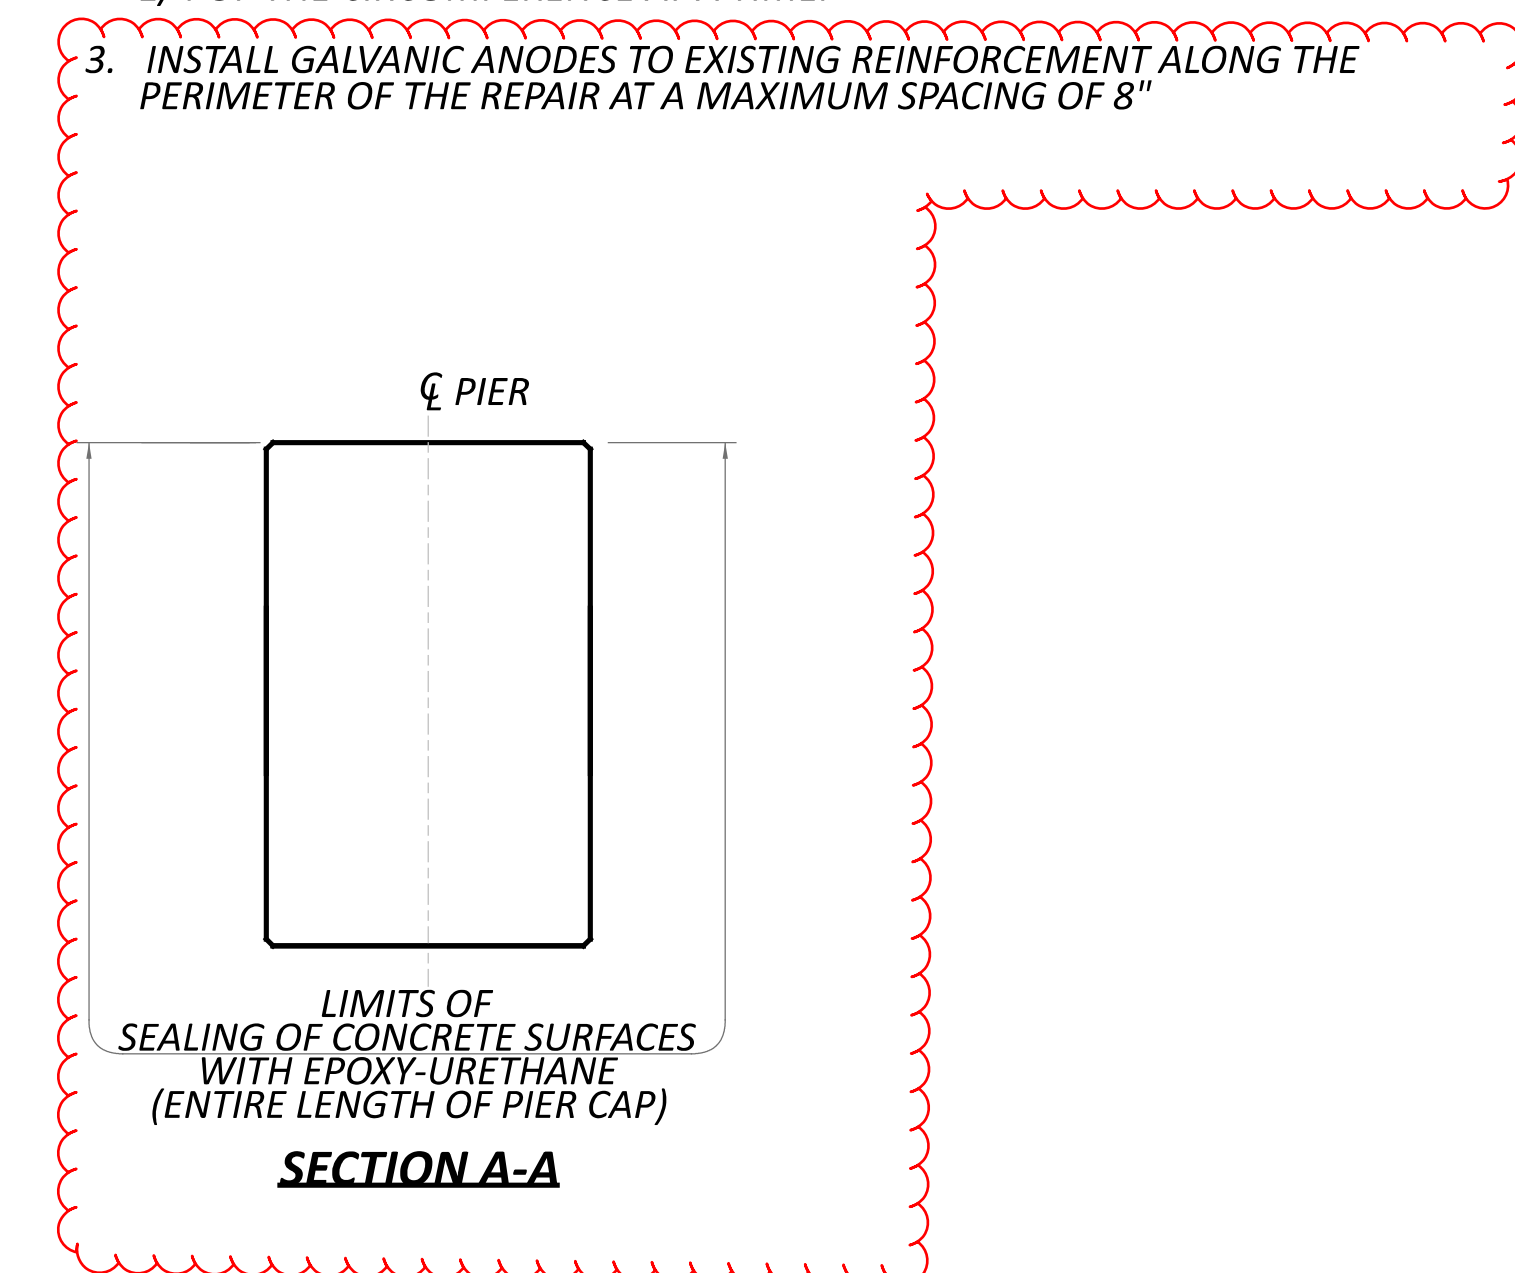 3. INSTALL GALVANIC ANODES TO EXISTING REINFORCEMENT ALONG THE
PERIMETER OF THE REPAIR AT A MAXIMUM SPACING OF 8"
℄ PIER
LIMITS OF
SEALING OF CONCRETE SURFACES
WITH EPOXY-URETHANE
(ENTIRE LENGTH OF PIER CAP)
SECTION A-A